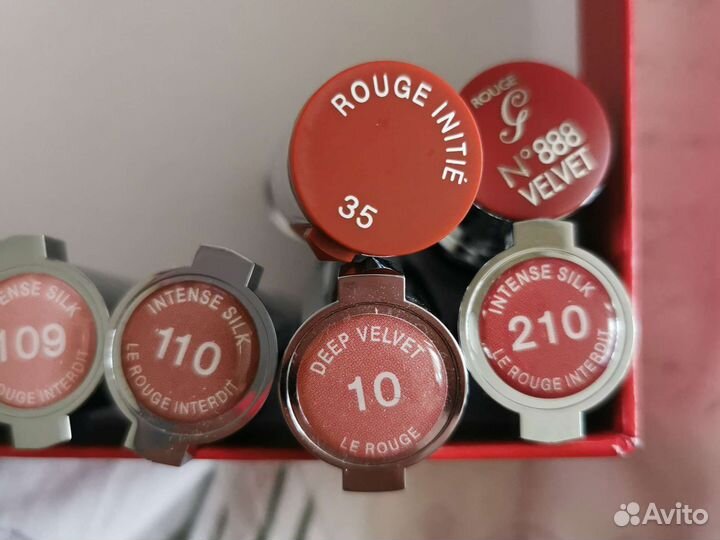 ROUGE INITIÉ
35
ROUGE
G
N°888
VELVET
INTENSE SILK
109
LE ROUGE INTERDIT
INTENSE SILK
110
LE ROUGE INTERDIT
DEEP VELVET
10
LE ROUGE
INTENSE SILK
210
LE ROUGE INTERDIT
Avito